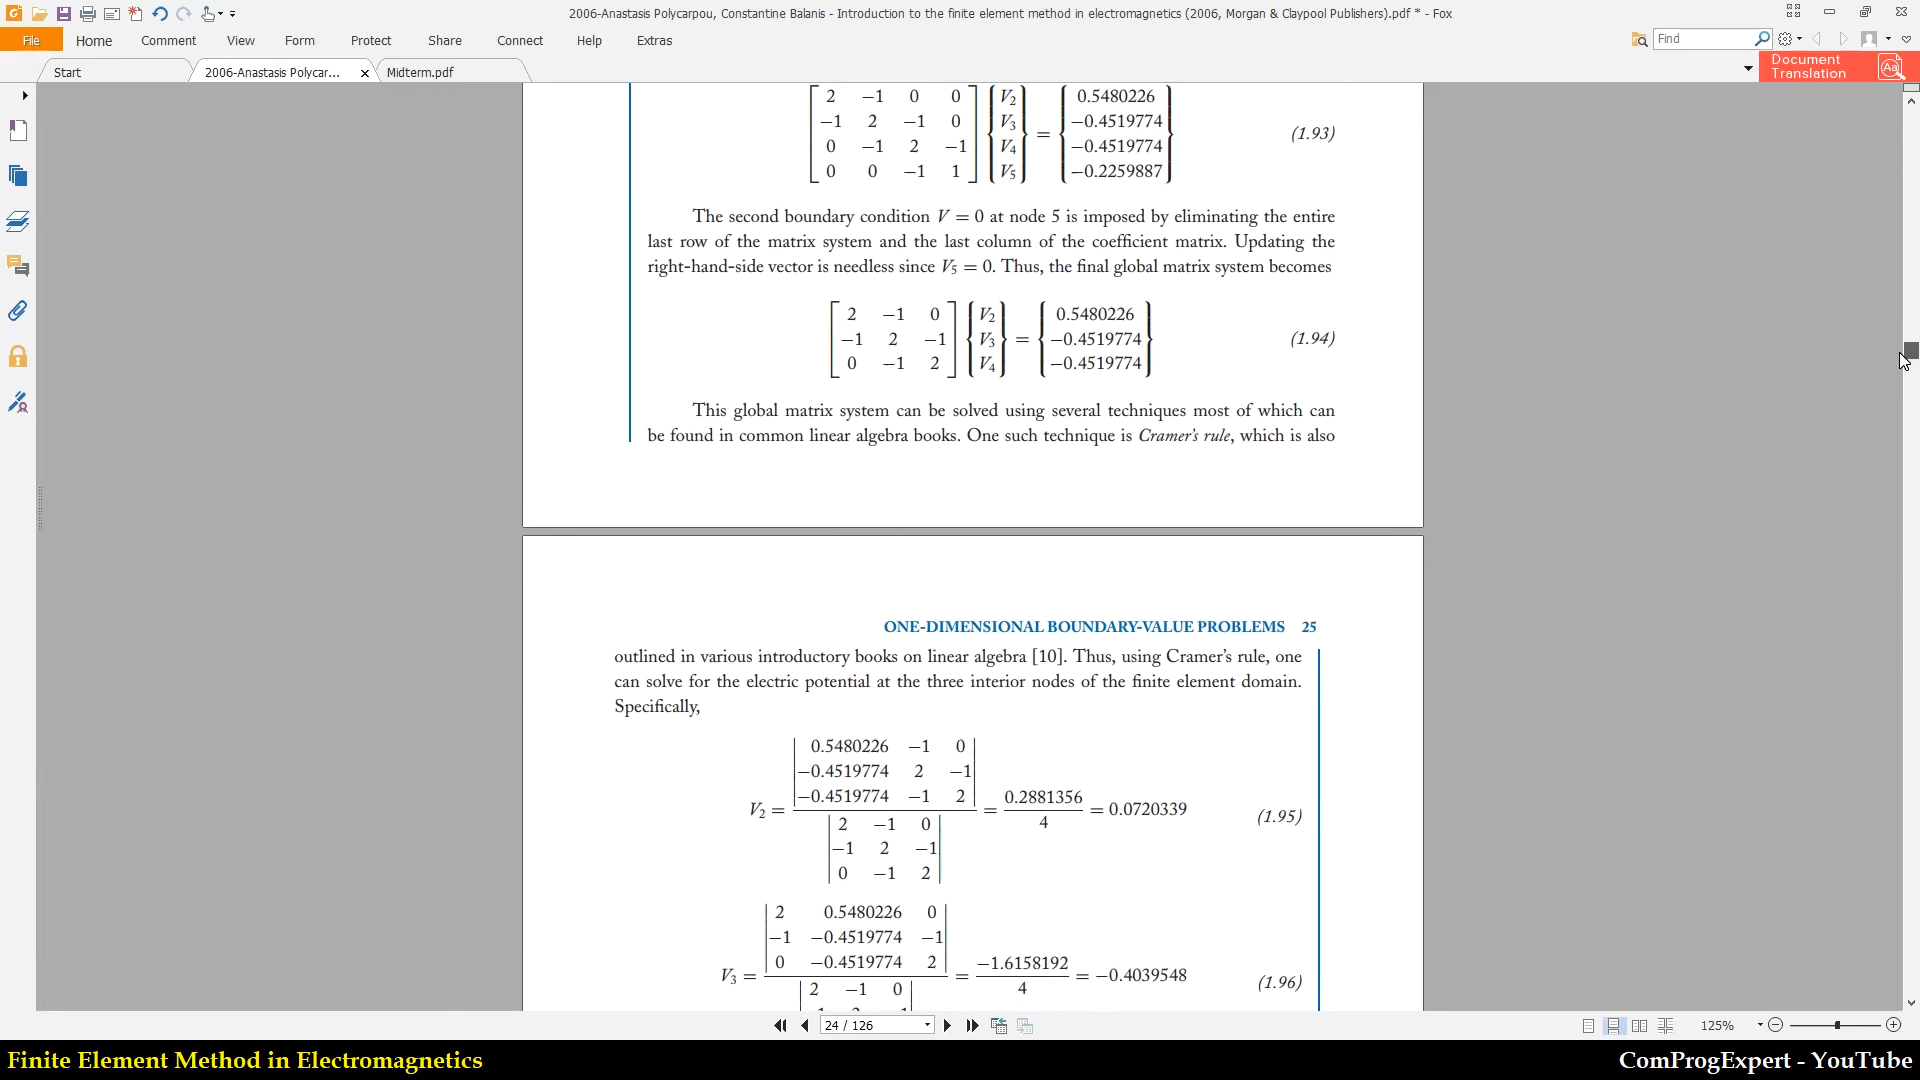 2006-Anastasis Polycarpou, Constantine Balanis - Introduction to the finite element method in electromagnetics (2006, Morgan & Claypool Publishers).pdf * - Fox
File Home Comment View Form Protect Share Connect Help Extras
Find
Start 2006-Anastasis Polycar... Midterm.pdf
Document Translation
2 −1 0 0 V2 0.5480226
−1 2 −1 0 V3 −0.4519774
= (1.93)
0 −1 2 −1 V4 −0.4519774
0 0 −1 1 V5 −0.2259887
The second boundary condition V = 0 at node 5 is imposed by eliminating the entire
last row of the matrix system and the last column of the coefficient matrix. Updating the
right-hand-side vector is needless since V5 = 0. Thus, the final global matrix system becomes
2 −1 0 V2 0.5480226
−1 2 −1 V3 = −0.4519774 (1.94)
0 −1 2 V4 −0.4519774
This global matrix system can be solved using several techniques most of which can
be found in common linear algebra books. One such technique is Cramer's rule, which is also
ONE-DIMENSIONAL BOUNDARY-VALUE PROBLEMS 25
outlined in various introductory books on linear algebra [10]. Thus, using Cramer's rule, one
can solve for the electric potential at the three interior nodes of the finite element domain.
Specifically,
0.5480226 −1 0
−0.4519774 2 −1
−0.4519774 −1 2
V2 = = 0.2881356 / 4 = 0.0720339 (1.95)
2 −1 0
−1 2 −1
0 −1 2
2 0.5480226 0
−1 −0.4519774 −1
0 −0.4519774 2
V3 = = −1.6158192 / 4 = −0.4039548 (1.96)
2 −1 0
24 / 126
125%
Finite Element Method in Electromagnetics
ComProgExpert - YouTube